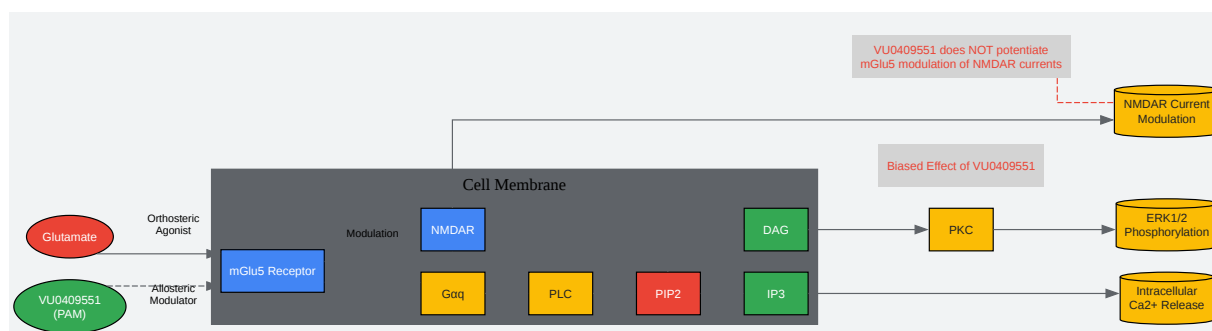 VU0409551 does NOT potentiate
mGlu5 modulation of NMDAR currents
NMDAR Current
Modulation
Biased Effect of VU0409551
Cell Membrane
Orthosteric
Agonist
Glutamate
Modulation
NMDAR
DAG
PKC
ERK1/2
Phosphorylation
mGlu5 Receptor
Allosteric
Modulator
VU0409551
(PAM)
Gαq
PLC
PIP2
IP3
Intracellular
Ca2+ Release